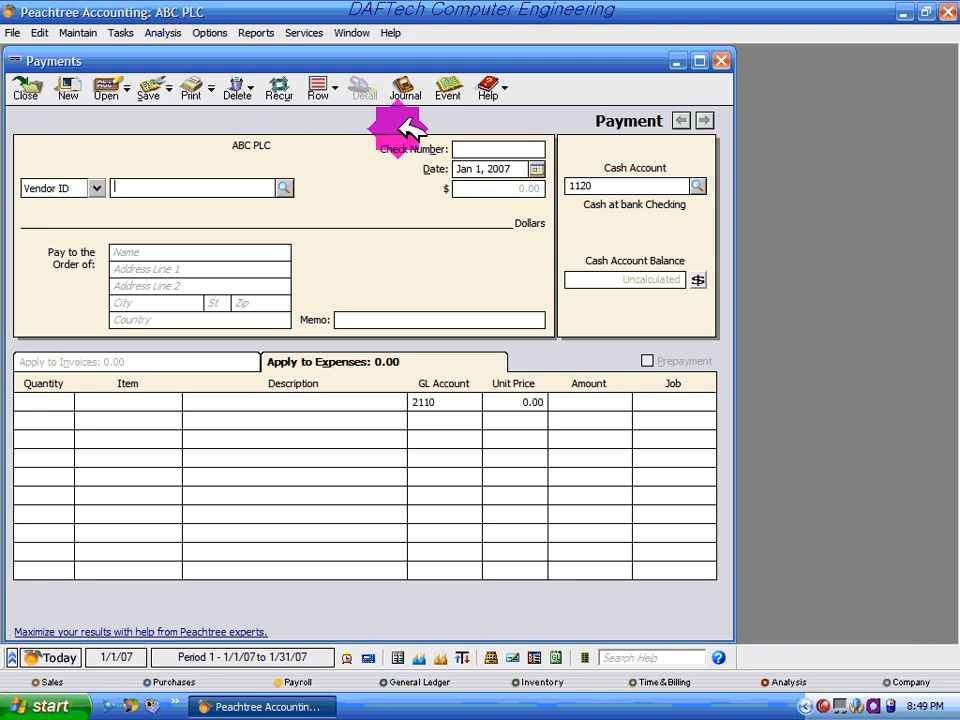 Peachtree Accounting: ABC PLC
DAFTech Computer Engineering
File Edit Maintain Tasks Analysis Options Reports Services Window Help
Payments
Close New Open Save Print Delete Recur Row Detail Journal Event Help
Payment
ABC PLC
Check Number:
Date: Jan 1, 2007
Vendor ID
$ 0.00
Dollars
Cash Account
1120
Cash at bank Checking
Pay to the
Order of:
Name
Address Line 1
Address Line 2
City St Zip
Country
Memo:
Cash Account Balance
Uncalculated
Apply to Invoices: 0.00
Apply to Expenses: 0.00
Prepayment
Quantity Item Description GL Account Unit Price Amount Job
2110 0.00
Maximize your results with help from Peachtree experts.
Today 1/1/07 Period 1 - 1/1/07 to 1/31/07 Search Help
Sales Purchases Payroll General Ledger Inventory Time & Billing Analysis Company
start Peachtree Accountin... 8:49 PM